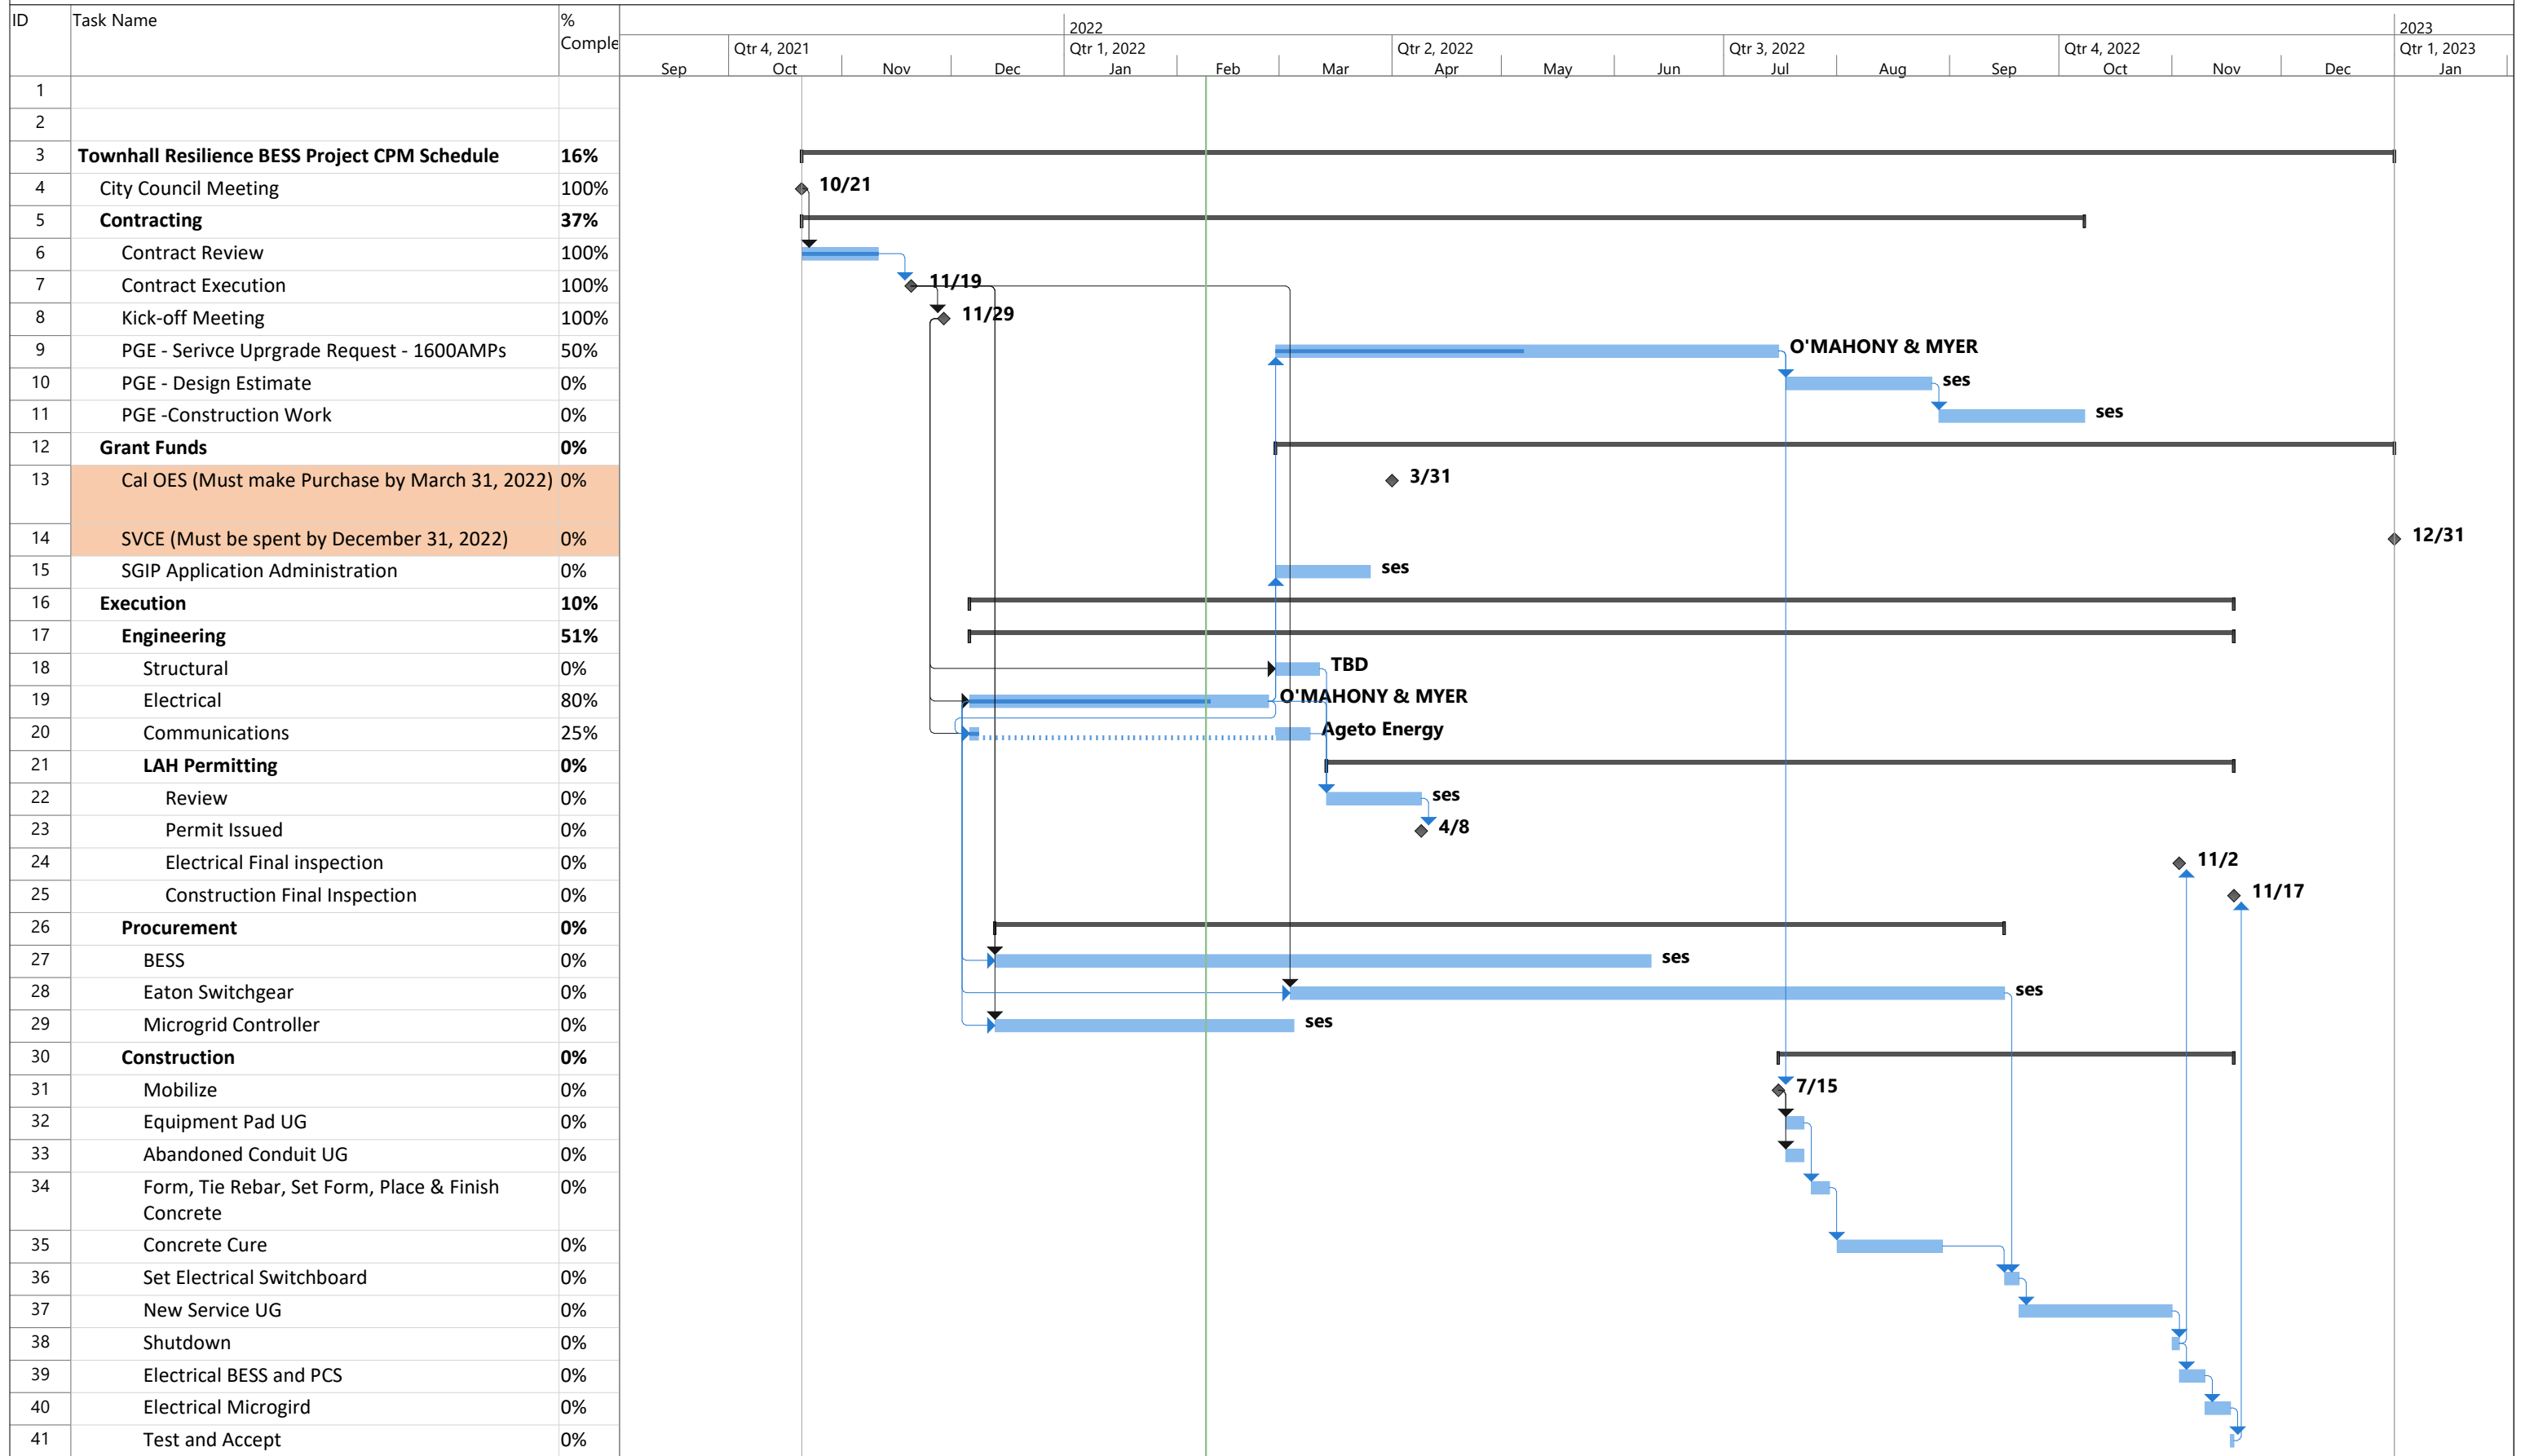 ID Task Name % Comple
2022 2023
Qtr 4, 2021 Qtr 1, 2022 Qtr 2, 2022 Qtr 3, 2022 Qtr 4, 2022 Qtr 1, 2023
Sep Oct Nov Dec Jan Feb Mar Apr May Jun Jul Aug Sep Oct Nov Dec Jan
1
2
3 Townhall Resilience BESS Project CPM Schedule 16%
4 City Council Meeting 100% 10/21
5 Contracting 37%
6 Contract Review 100%
7 Contract Execution 100% 11/19
8 Kick-off Meeting 100% 11/29
9 PGE - Serivce Uprgrade Request - 1600AMPs 50% O'MAHONY & MYER
10 PGE - Design Estimate 0% ses
11 PGE -Construction Work 0% ses
12 Grant Funds 0%
13 Cal OES (Must make Purchase by March 31, 2022) 0% 3/31
14 SVCE (Must be spent by December 31, 2022) 0% 12/31
15 SGIP Application Administration 0% ses
16 Execution 10%
17 Engineering 51%
18 Structural 0% TBD
19 Electrical 80% O'MAHONY & MYER
20 Communications 25% Ageto Energy
21 LAH Permitting 0%
22 Review 0% ses
23 Permit Issued 0% 4/8
24 Electrical Final inspection 0% 11/2
25 Construction Final Inspection 0% 11/17
26 Procurement 0%
27 BESS 0% ses
28 Eaton Switchgear 0% ses
29 Microgrid Controller 0% ses
30 Construction 0%
31 Mobilize 0% 7/15
32 Equipment Pad UG 0%
33 Abandoned Conduit UG 0%
34 Form, Tie Rebar, Set Form, Place & Finish 0%
Concrete
35 Concrete Cure 0%
36 Set Electrical Switchboard 0%
37 New Service UG 0%
38 Shutdown 0%
39 Electrical BESS and PCS 0%
40 Electrical Microgird 0%
41 Test and Accept 0%